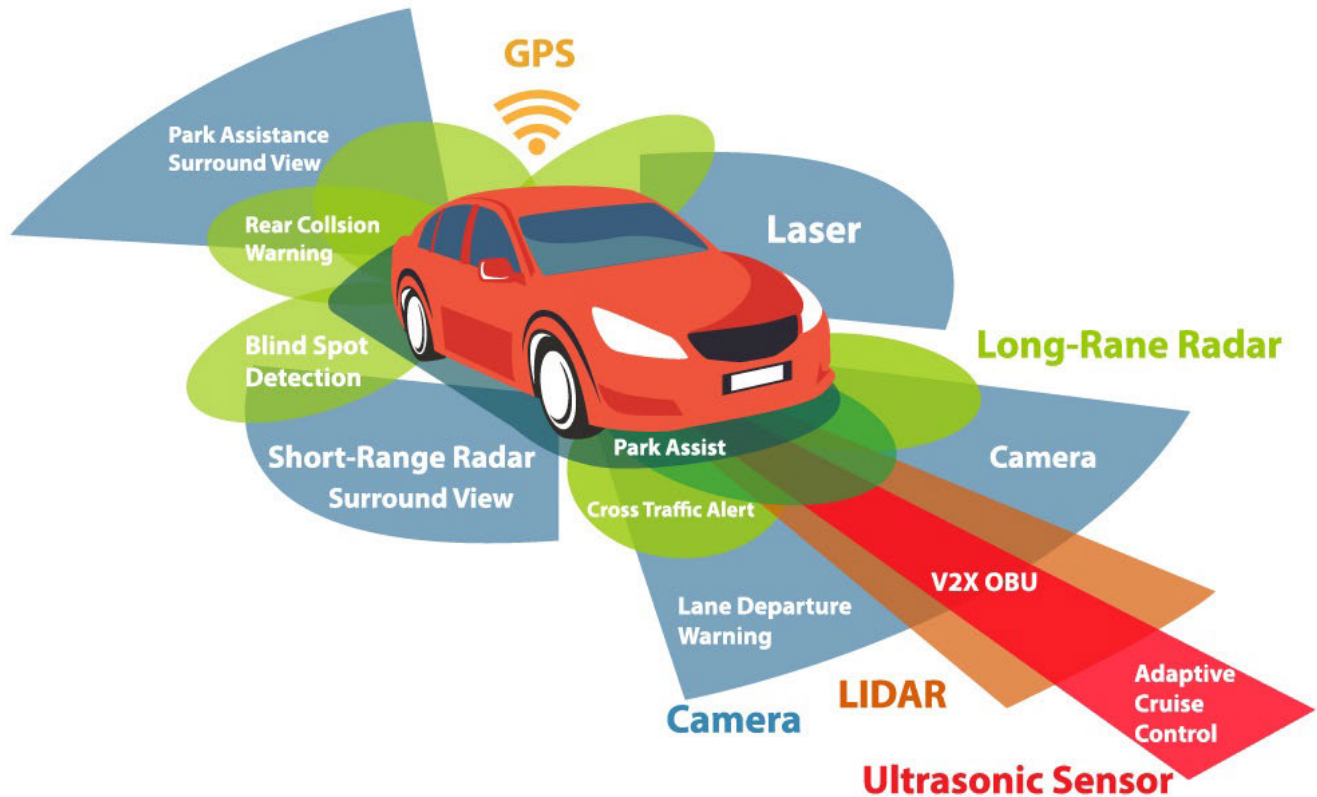 GPS
Park Assistance
Surround View
Rear Collsion
Warning
Laser
Blind Spot
Detection
Long-Rane Radar
Short-Range Radar
Surround View
Park Assist
Camera
Cross Traffic Alert
V2X OBU
Lane Departure
Warning
LIDAR
Adaptive
Cruise
Control
Camera
Ultrasonic Sensor